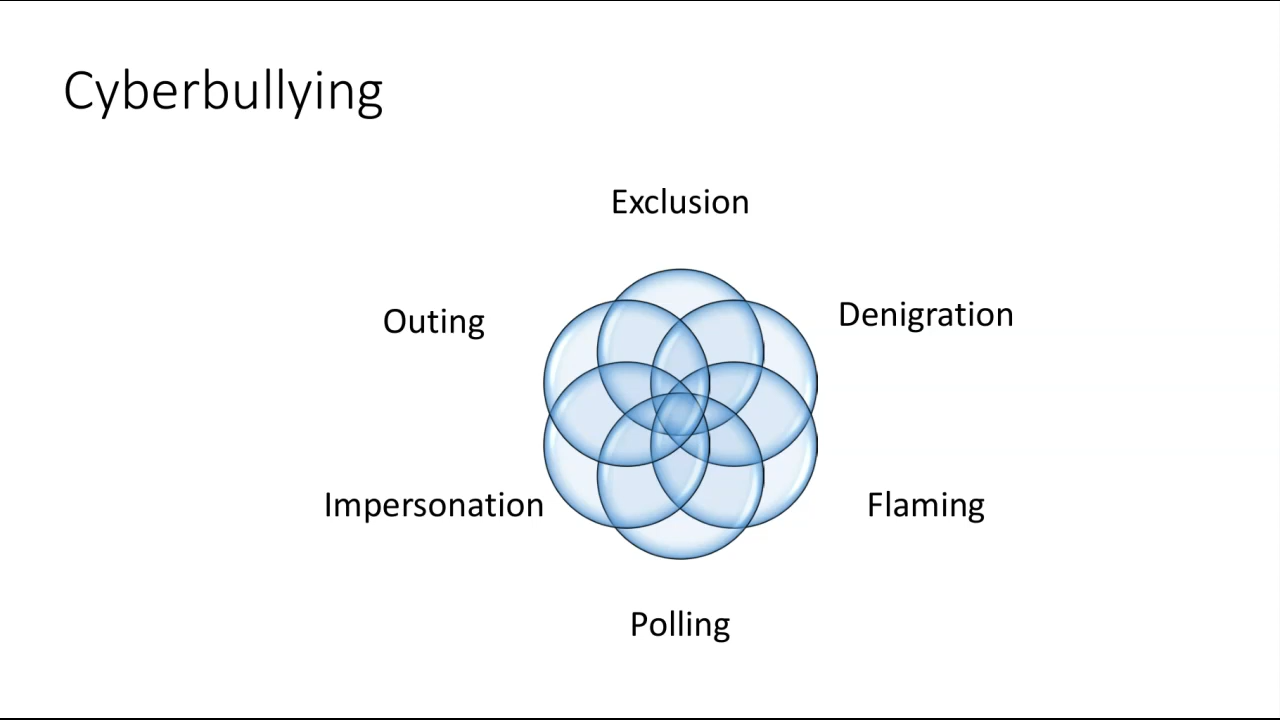 Cyberbullying
Exclusion
Outing
Denigration
Impersonation
Flaming
Polling